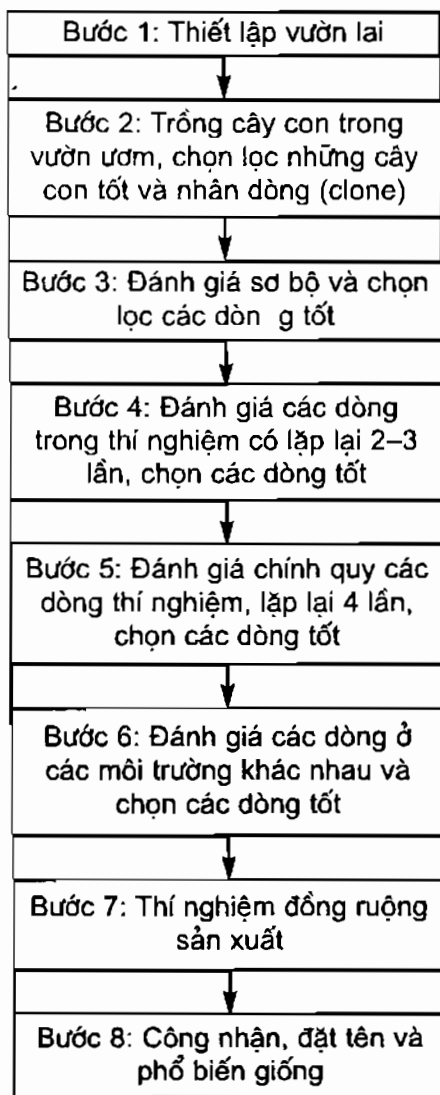 Bước 1: Thiết lập vườn lai
Bước 2: Trồng cây con trong
vườn ươm, chọn lọc những cây
con tốt và nhân dòng (clone)
Bước 3: Đánh giá sơ bộ và chọn
lọc các dòn g tốt
Bước 4: Đánh giá các dòng
trong thí nghiệm có lặp lại 2–3
lần, chọn các dòng tốt
Bước 5: Đánh giá chính quy các
dòng thí nghiệm, lặp lại 4 lần,
chọn các dòng tốt
Bước 6: Đánh giá các dòng ở
các môi trường khác nhau và
chọn các dòng tốt
Bước 7: Thí nghiệm đồng ruộng
sản xuất
Bước 8: Công nhận, đặt tên và
phổ biến giống